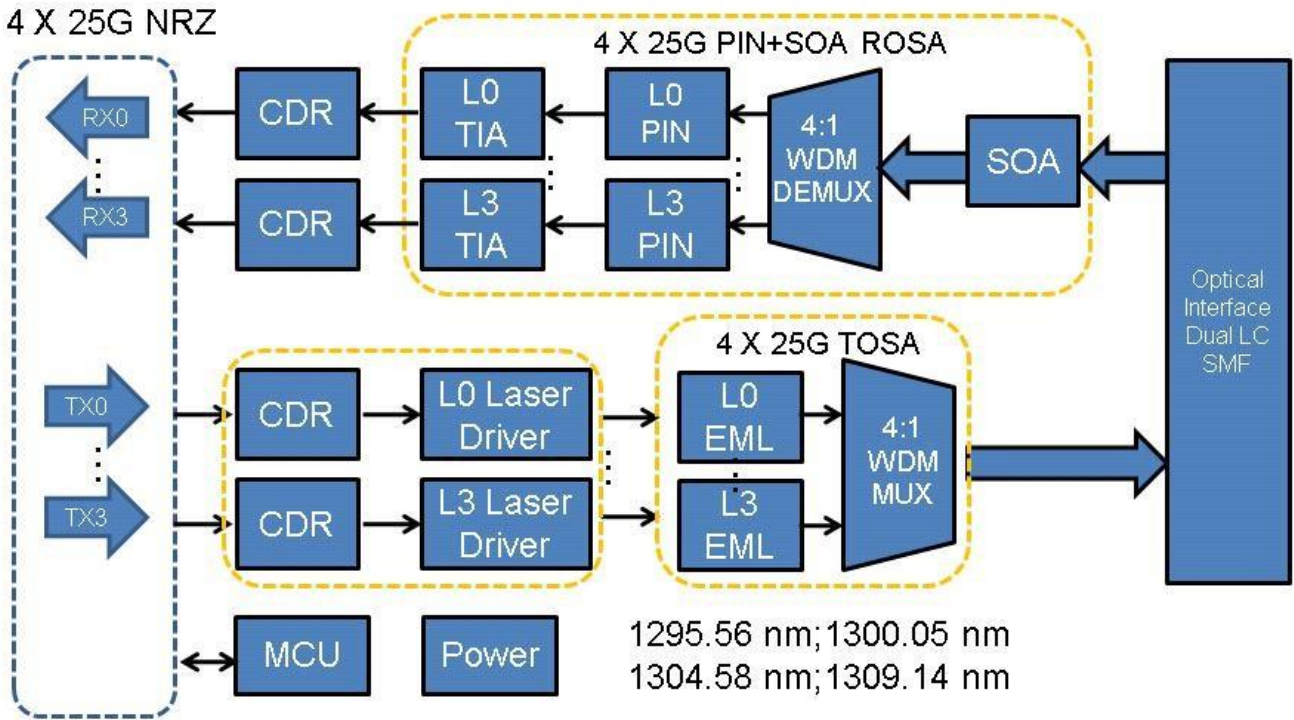 4 X 25G NRZ
4 X 25G PIN+SOA ROSA
RX0
CDR
L0
TIA
L0
PIN
4:1
WDM
DEMUX
SOA
RX3
CDR
L3
TIA
L3
PIN
Optical
Interface
Dual LC
SMF
4 X 25G TOSA
TX0
CDR
L0 Laser
Driver
L0
EML
4:1
WDM
MUX
TX3
CDR
L3 Laser
Driver
L3
EML
MCU
Power
1295.56 nm;1300.05 nm
1304.58 nm;1309.14 nm